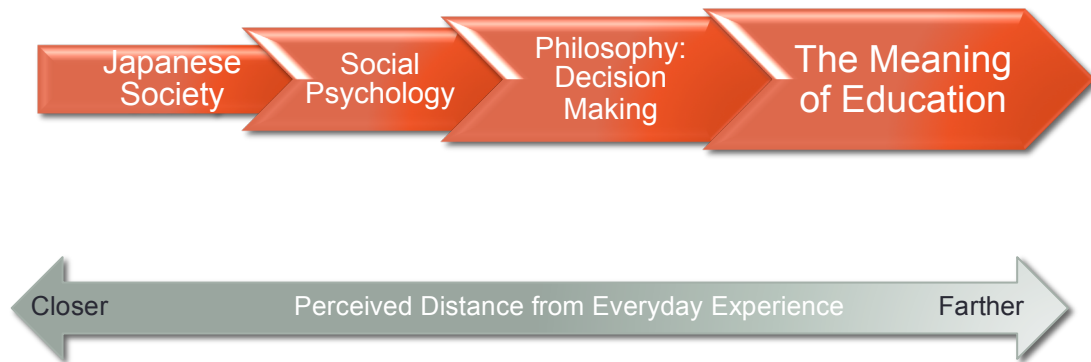 Japanese
Society
Social
Psychology
Philosophy:
Decision
Making
The Meaning
of Education
Closer
Perceived Distance from Everyday Experience
Farther